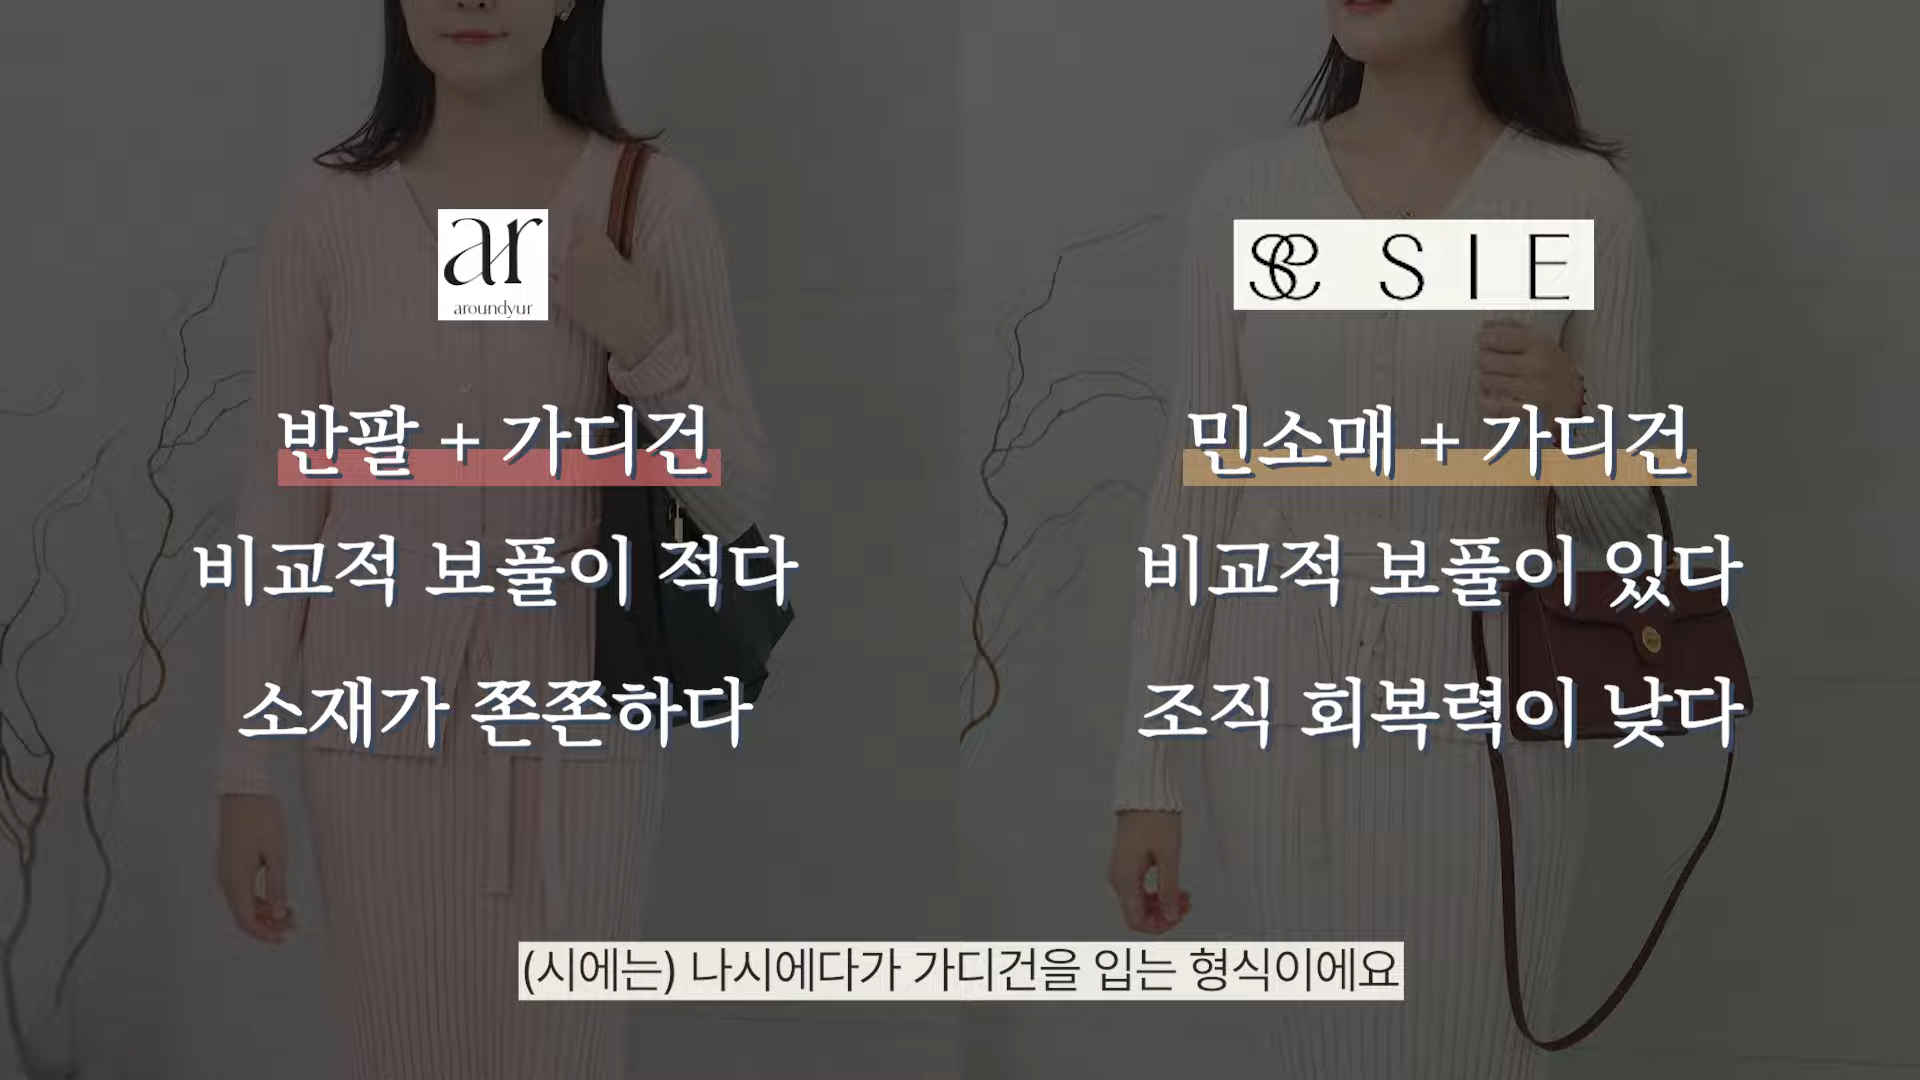 ar
aroundyur
반팔 + 가디건
비교적 보풀이 적다
소재가 쫀쫀하다
SIE
민소매 + 가디건
비교적 보풀이 있다
조직 회복력이 낮다
(시에는) 나시에다가 가디건을 입는 형식이에요